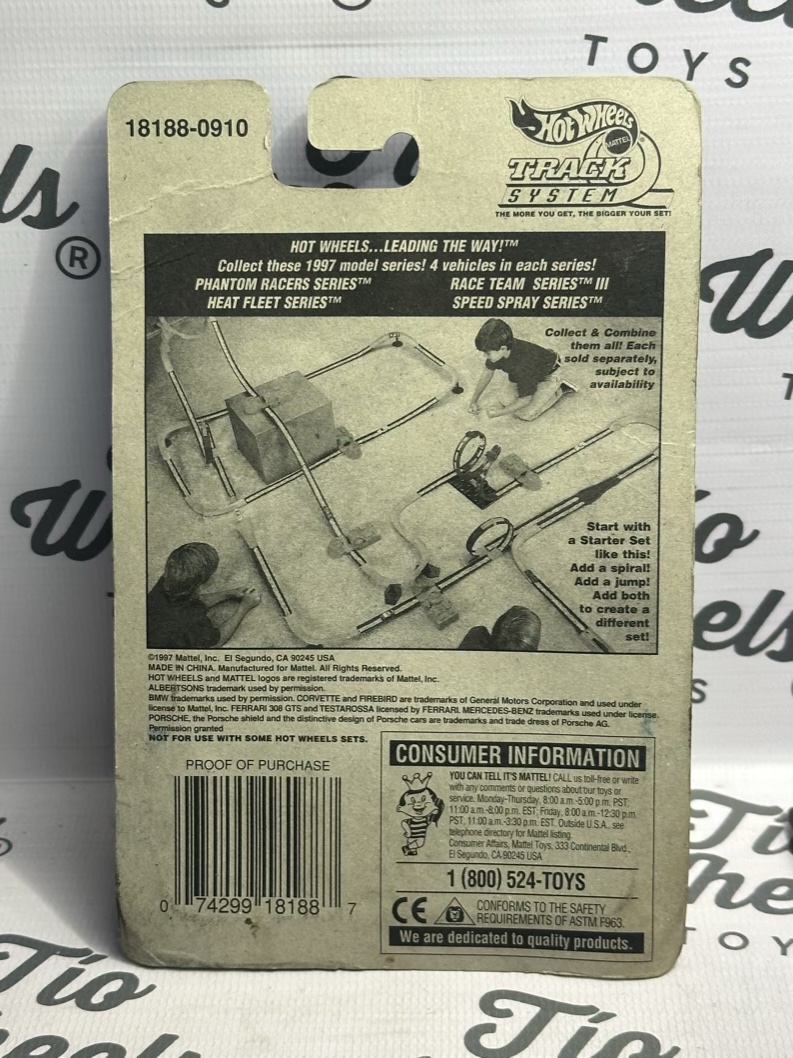 TOYS
18188-0910
HOT WHEELS
MATTEL
TRACK
SYSTEM
THE MORE YOU GET, THE BIGGER YOUR SET!
HOT WHEELS...LEADING THE WAY!™
Collect these 1997 model series! 4 vehicles in each series!
PHANTOM RACERS SERIES™ RACE TEAM SERIES™ III
HEAT FLEET SERIES™ SPEED SPRAY SERIES™
Collect & Combine
them all! Each
sold separately,
subject to
availability
Start with
a Starter Set
like this!
Add a spiral!
Add a jump!
Add both
to create a
different
set!
©1997 Mattel, Inc. El Segundo, CA 90245 USA
MADE IN CHINA. Manufactured for Mattel. All Rights Reserved.
HOT WHEELS and MATTEL logos are registered trademarks of Mattel, Inc.
ALBERTSONS trademark used by permission.
BMW trademarks used by permission. CORVETTE and FIREBIRD are trademarks of General Motors Corporation and used under
license to Mattel, Inc. FERRARI 308 GTS and TESTAROSSA licensed by FERRARI. MERCEDES-BENZ trademarks used under license.
PORSCHE, the Porsche shield and the distinctive design of Porsche cars are trademarks and trade dress of Porsche AG.
Permission granted
NOT FOR USE WITH SOME HOT WHEELS SETS.
PROOF OF PURCHASE
0 74299 18188 7
CONSUMER INFORMATION
YOU CAN TELL IT'S MATTEL! CALL us toll-free or write
with any comments or questions about our toys or
service. Monday-Thursday, 8:00 a.m.-5:00 p.m. PST;
11:00 a.m.-8:00 p.m. EST; Friday, 8:00 a.m.-12:30 p.m.
PST; 11:00 a.m.-3:30 p.m. EST. Outside U.S.A., see
telephone directory for Mattel listing.
Consumer Affairs, Mattel Toys, 333 Continental Blvd.,
El Segundo, CA 90245 USA
1 (800) 524-TOYS
CE
CONFORMS TO THE SAFETY
REQUIREMENTS OF ASTM F963.
We are dedicated to quality products.
Tío